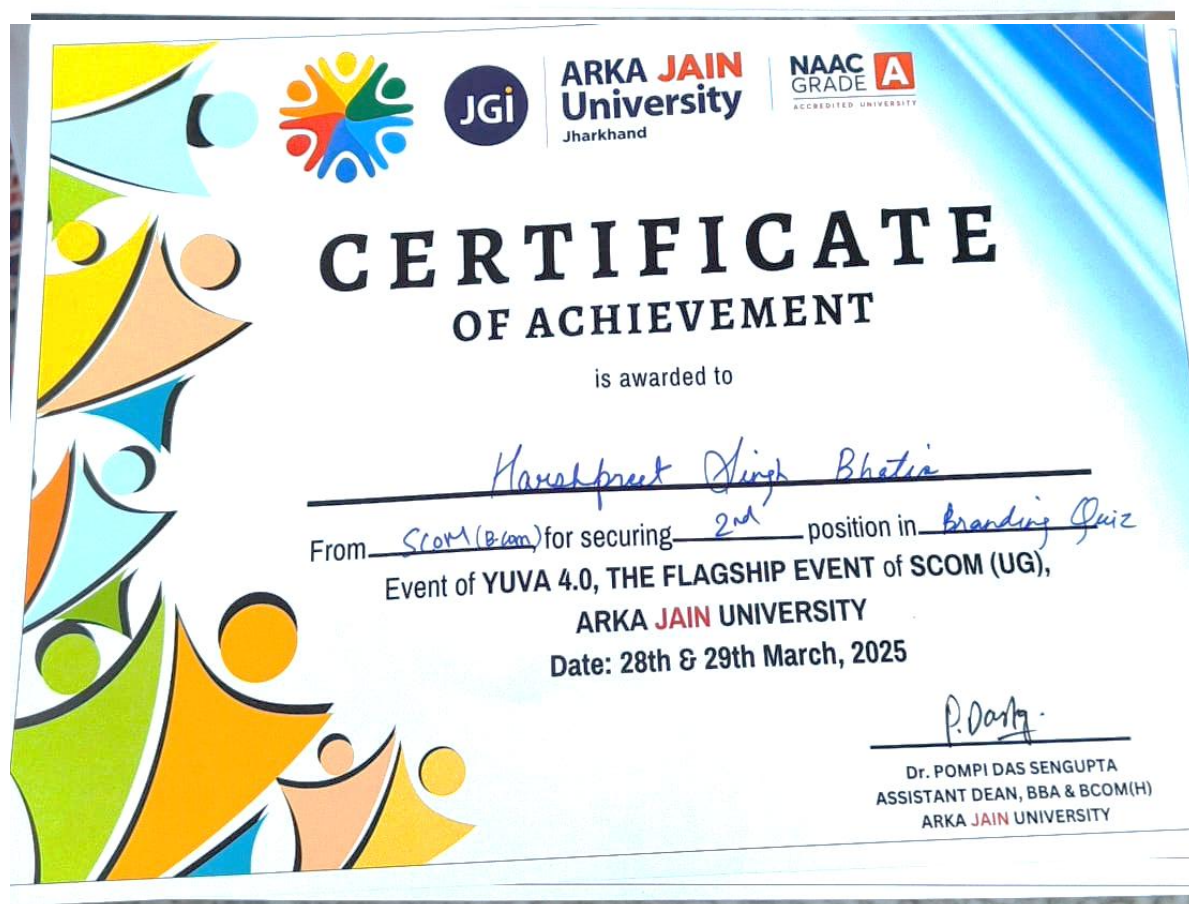 JGi
ARKA JAIN
University
Jharkhand
NAAC
GRADE A
ACCREDITED UNIVERSITY
CERTIFICATE
OF ACHIEVEMENT
is awarded to
Harshpreet Singh Bhatia
From SCOM (B-Com) for securing 2nd position in Branding Quiz
Event of YUVA 4.0, THE FLAGSHIP EVENT of SCOM (UG),
ARKA JAIN UNIVERSITY
Date: 28th & 29th March, 2025
Dr. POMPI DAS SENGUPTA
ASSISTANT DEAN, BBA & BCOM(H)
ARKA JAIN UNIVERSITY